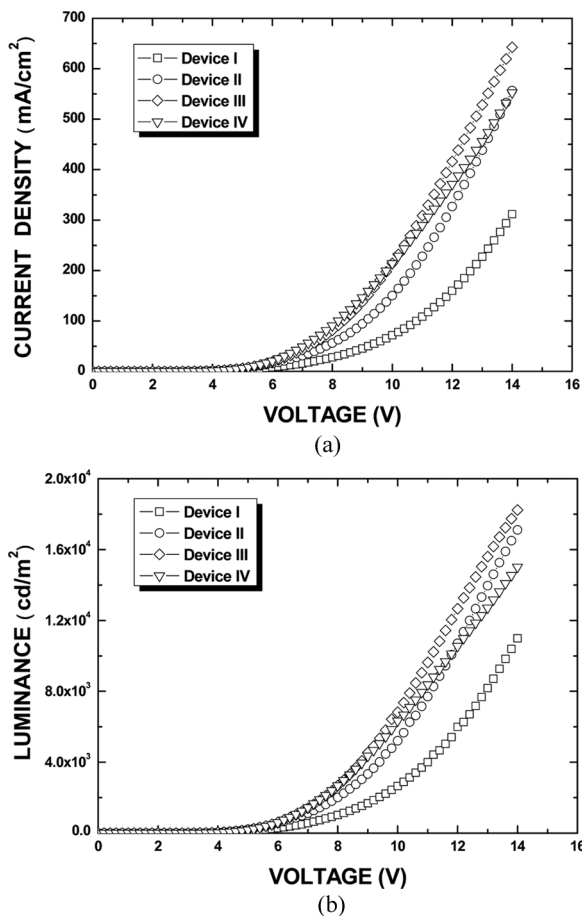 700
600
500
400
300
200
100
0
CURRENT DENSITY (mA/cm²)
Device I
Device II
Device III
Device IV
0 2 4 6 8 10 12 14 16
VOLTAGE (V)
(a)
2.0x10⁴
1.6x10⁴
1.2x10⁴
8.0x10³
4.0x10³
0.0
LUMINANCE (cd/m²)
Device I
Device II
Device III
Device IV
0 2 4 6 8 10 12 14 16
VOLTAGE (V)
(b)